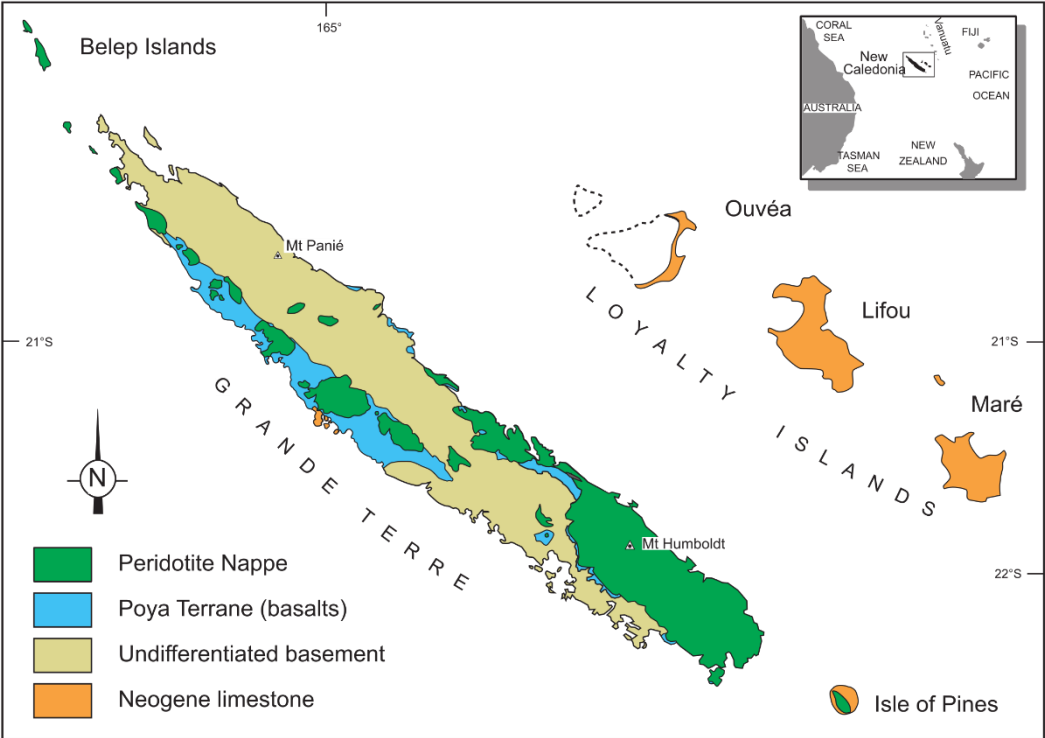 165°
Belep Islands
CORAL
SEA
Vanuatu
FIJI
New
Caledonia
PACIFIC
OCEAN
AUSTRALIA
TASMAN
SEA
NEW
ZEALAND
Ouvéa
Mt Panié
LOYALTY ISLANDS
Lifou
21°S
21°S
Maré
GRANDE TERRE
N
Mt Humboldt
22°S
Peridotite Nappe
Poya Terrane (basalts)
Undifferentiated basement
Neogene limestone
Isle of Pines